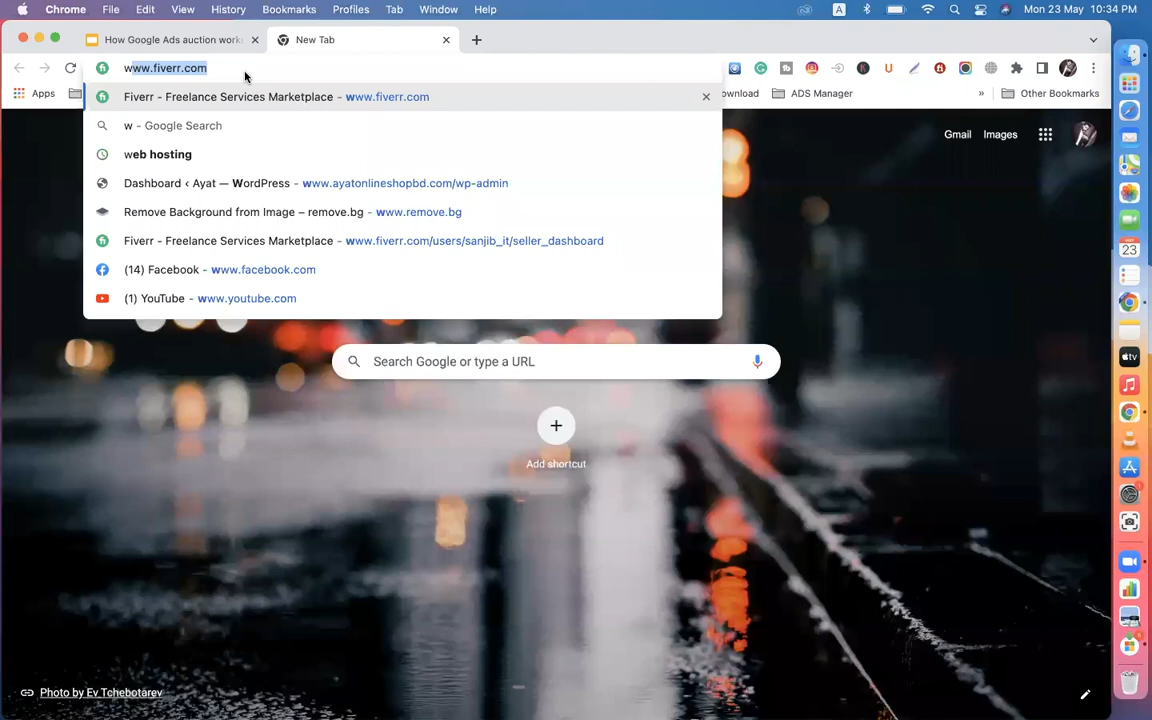 Chrome File Edit View History Bookmarks Profiles Tab Window Help A Mon 23 May 10:34 PM
How Google Ads auction work New Tab
www.fiverr.com
Apps ownload ADS Manager » Other Bookmarks
Fiverr - Freelance Services Marketplace - www.fiverr.com
w - Google Search
web hosting
Dashboard ‹ Ayat — WordPress - www.ayatonlineshopbd.com/wp-admin
Remove Background from Image – remove.bg - www.remove.bg
Fiverr - Freelance Services Marketplace - www.fiverr.com/users/sanjib_it/seller_dashboard
(14) Facebook - www.facebook.com
(1) YouTube - www.youtube.com
Gmail Images
Search Google or type a URL
Add shortcut
Photo by Ev Tchebotarev
23
tv